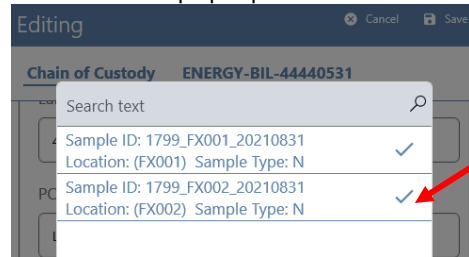 Editing
Cancel
Save
Chain of Custody
ENERGY-BIL-44440531
Search text
Sample ID: 1799_FX001_20210831
Location: (FX001) Sample Type: N
PO
Sample ID: 1799_FX002_20210831
Location: (FX002) Sample Type: N